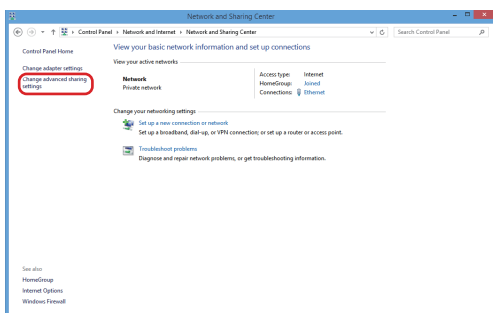 Network and Sharing Center
Control Panel › Network and Internet › Network and Sharing Center
Search Control Panel
Control Panel Home
Change adapter settings
Change advanced sharing
settings
View your basic network information and set up connections
View your active networks
Network
Private network
Access type: Internet
HomeGroup: Joined
Connections: Ethernet
Change your networking settings
Set up a new connection or network
Set up a broadband, dial-up, or VPN connection; or set up a router or access point.
Troubleshoot problems
Diagnose and repair network problems, or get troubleshooting information.
See also
HomeGroup
Internet Options
Windows Firewall